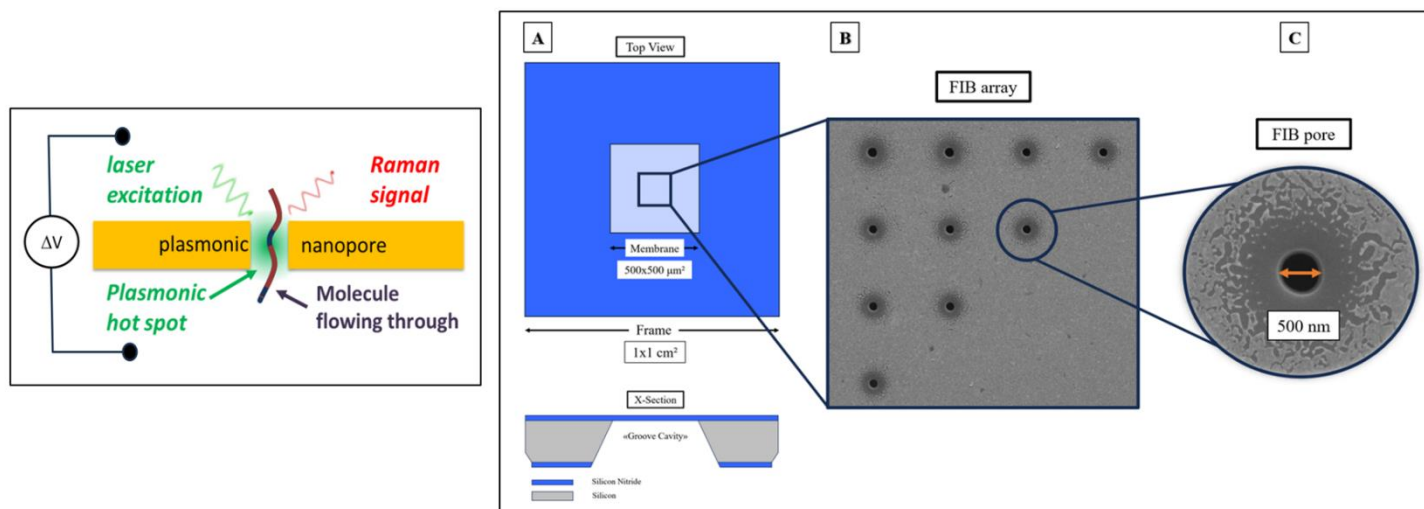 laser
excitation
Raman
signal
ΔV
plasmonic
nanopore
Plasmonic
hot spot
Molecule
flowing through
A
Top View
Membrane
500x500 µm²
Frame
1x1 cm²
X-Section
«Groove Cavity»
Silicon Nitride
Silicon
B
FIB array
C
FIB pore
500 nm